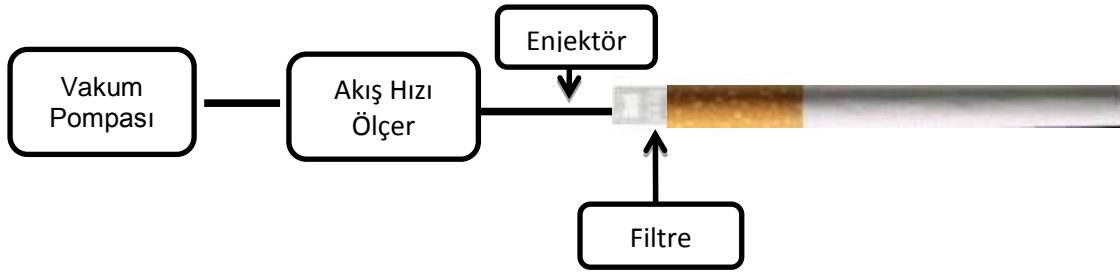 Enjektör
Vakum
Pompası
Akış Hızı
Ölçer
Filtre